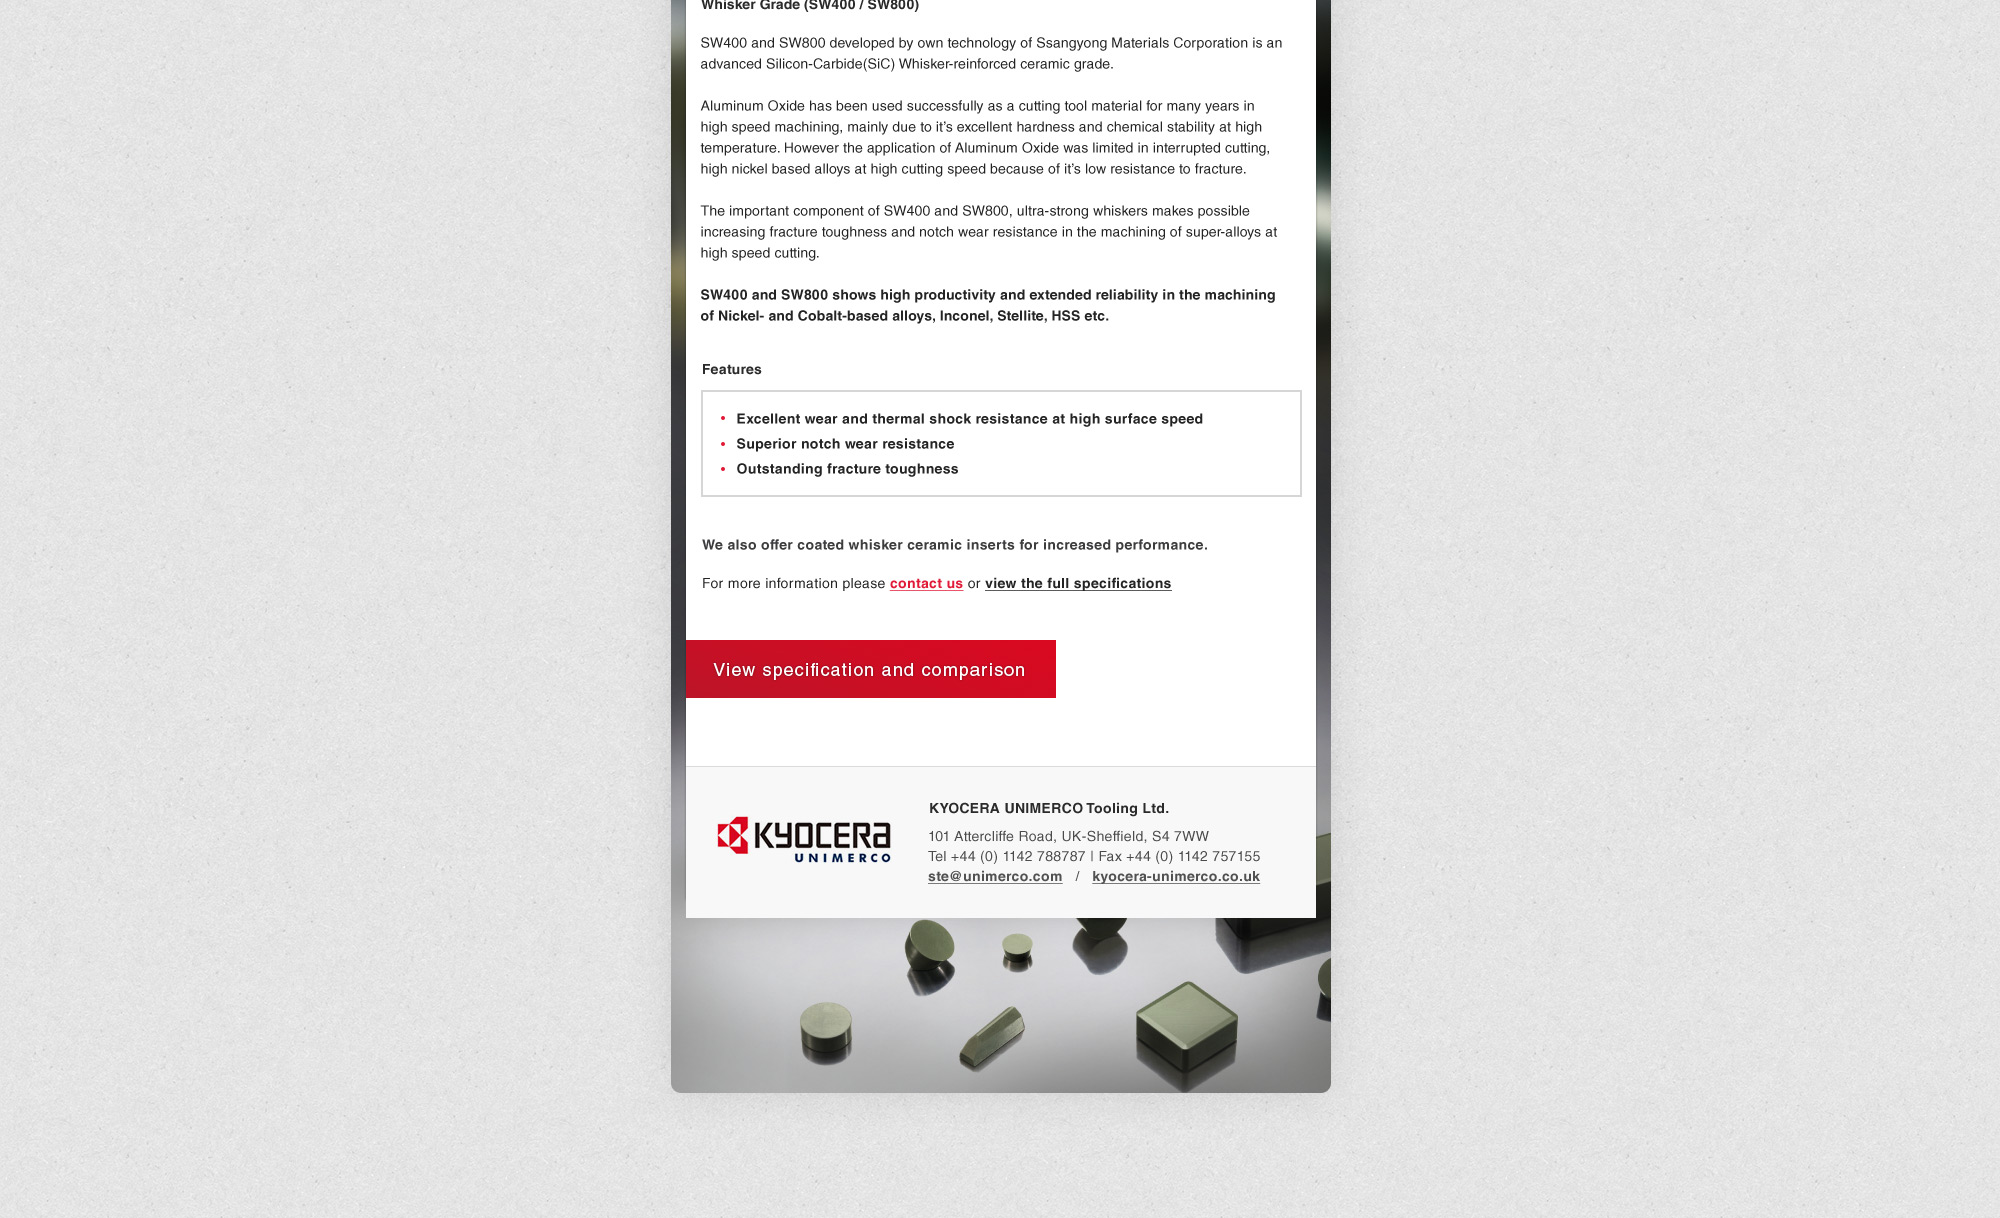 Whisker Grade (SW400 / SW800)
SW400 and SW800 developed by own technology of Ssangyong Materials Corporation is an
advanced Silicon-Carbide(SiC) Whisker-reinforced ceramic grade.
Aluminum Oxide has been used successfully as a cutting tool material for many years in
high speed machining, mainly due to it’s excellent hardness and chemical stability at high
temperature. However the application of Aluminum Oxide was limited in interrupted cutting,
high nickel based alloys at high cutting speed because of it’s low resistance to fracture.
The important component of SW400 and SW800, ultra-strong whiskers makes possible
increasing fracture toughness and notch wear resistance in the machining of super-alloys at
high speed cutting.
SW400 and SW800 shows high productivity and extended reliability in the machining
of Nickel- and Cobalt-based alloys, Inconel, Stellite, HSS etc.
Features
• Excellent wear and thermal shock resistance at high surface speed
• Superior notch wear resistance
• Outstanding fracture toughness
We also offer coated whisker ceramic inserts for increased performance.
For more information please contact us or view the full specifications
View specification and comparison
KYOCERA
UNIMERCO
KYOCERA UNIMERCO Tooling Ltd.
101 Attercliffe Road, UK-Sheffield, S4 7WW
Tel +44 (0) 1142 788787 | Fax +44 (0) 1142 757155
ste@unimerco.com / kyocera-unimerco.co.uk